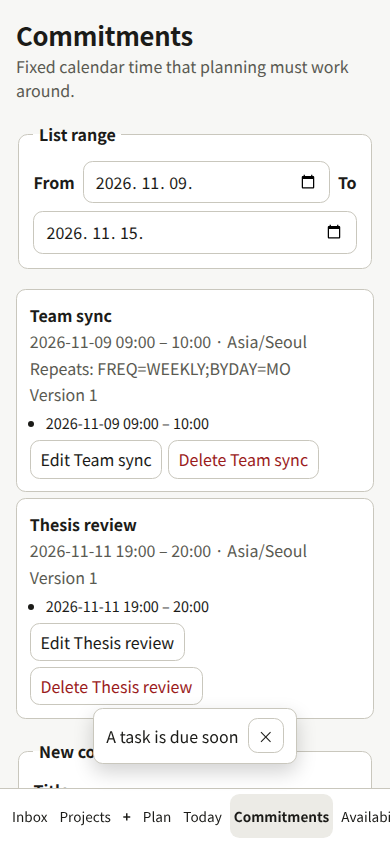 Commitments
Fixed calendar time that planning must work
around.
List range
From 2026. 11. 09. To
2026. 11. 15.
Team sync
2026-11-09 09:00 – 10:00 · Asia/Seoul
Repeats: FREQ=WEEKLY;BYDAY=MO
Version 1
2026-11-09 09:00 – 10:00
Edit Team sync Delete Team sync
Thesis review
2026-11-11 19:00 – 20:00 · Asia/Seoul
Version 1
2026-11-11 19:00 – 20:00
Edit Thesis review
Delete Thesis review
A task is due soon
New co
Inbox Projects + Plan Today Commitments Availabi